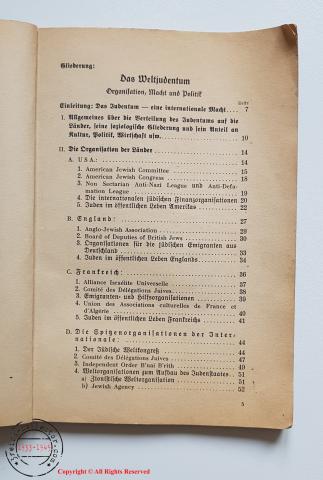 Gliederung:
Das Weltjudentum
Organisation, Macht und Politik
Seite
Einleitung: Das Judentum — eine internationale Macht . 7
I. Allgemeines über die Verteilung des Judentums auf die
Länder, seine soziologische Gliederung und sein Anteil an
Kultur, Politik, Wirtschaft usw. 10
II. Die Organisation der Länder 14
A. USA: 14
1. American Jewish Committee 15
2. American Jewish Congress 18
3. Non Sectarian Anti-Nazi League und Anti-Defa-
mation League 19
4. Die internationalen jüdischen Finanzorganisationen 20
5. Juden im öffentlichen Leben Amerikas 22
B. England: 27
1. Anglo-Jewish Association 29
2. Board of Deputies of British Jews 30
3. Organisationen für die jüdischen Emigranten aus
Deutschland 33
4. Juden im öffentlichen Leben Englands 34
C. Frankreich: 36
1. Alliance Israélite Universelle 37
2. Comité des Délégations Juives 38
3. Emigranten- und Hilfsorganisationen 39
4. Union des Associations culturelles de France et
d'Algérie 40
5. Juden im öffentlichen Leben Frankreichs 41
D. Die Spitzenorganisationen der Inter-
nationale: 44
1. Der Jüdische Weltkongreß 44
2. Comité des Délégations Juives 44
3. Independent Order B'nai B'rith 44
4. Weltorganisationen zum Aufbau des Judenstaates 51
a) Zionistische Weltorganisation 51
b) Jewish Agency 52
5
1933-1945
Copyright © All Rights Reserved